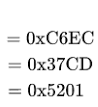 = 0xC6EC
= 0x37CD
= 0x5201